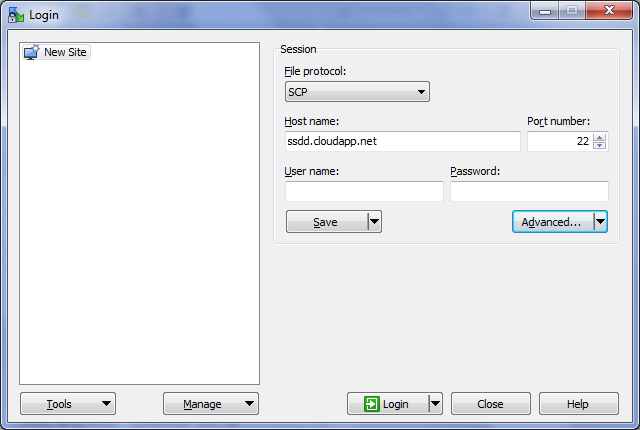 Login
New Site
Session
File protocol:
SCP
Host name:
Port number:
ssdd.cloudapp.net
22
User name:
Password:
Save
Advanced...
Tools
Manage
Login
Close
Help